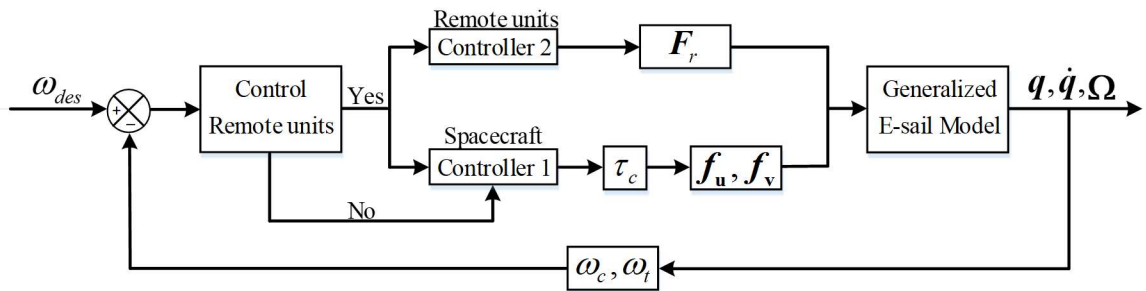 ω_des
+
−
Control
Remote units
Yes
No
Remote units
Controller 2
F_r
Spacecraft
Controller 1
τ_c
f_u, f_v
Generalized
E-sail Model
q, q̇, Ω
ω_c, ω_t